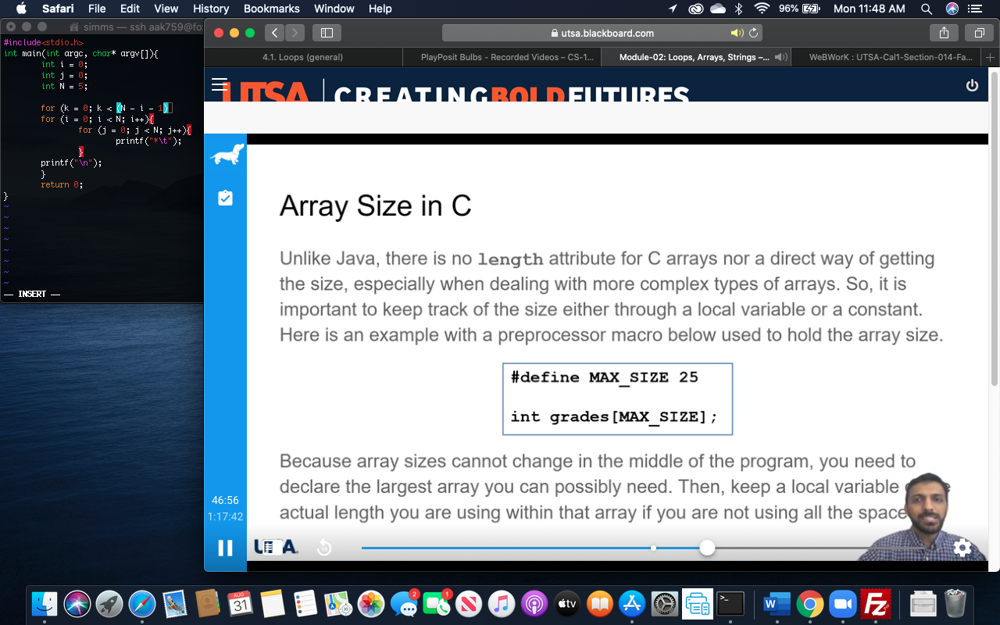 Safari File Edit View History Bookmarks Window Help 96% Mon 11:48 AM
simms — ssh aak759@fo
#include<stdio.h>
int main(int argc, char* argv[]){
int i = 0;
int j = 0;
int N = 5;
for (k = 0; k < (N - i - 1)
for (i = 0; i < N; i++){
for (j = 0; j < N; j++){
printf("*\t");
}
printf("\n");
}
return 0;
}
~
~
~
~
~
~
~
~
— INSERT —
utsa.blackboard.com
4.1. Loops (general) PlayPosit Bulbs - Recorded Videos – CS-1... Module-02: Loops, Arrays, Strings –... WeBWorK : UTSA-Cal1-Section-014-Fa...
UTSA CREATINGBOLDFUTURES
Array Size in C
Unlike Java, there is no length attribute for C arrays nor a direct way of getting
the size, especially when dealing with more complex types of arrays. So, it is
important to keep track of the size either through a local variable or a constant.
Here is an example with a preprocessor macro below used to hold the array size.
#define MAX_SIZE 25
int grades[MAX_SIZE];
Because array sizes cannot change in the middle of the program, you need to
declare the largest array you can possibly need. Then, keep a local variable
actual length you are using within that array if you are not using all the space
46:56
1:17:42
10
AUG
31
2
1
tv
>_
W
Fz